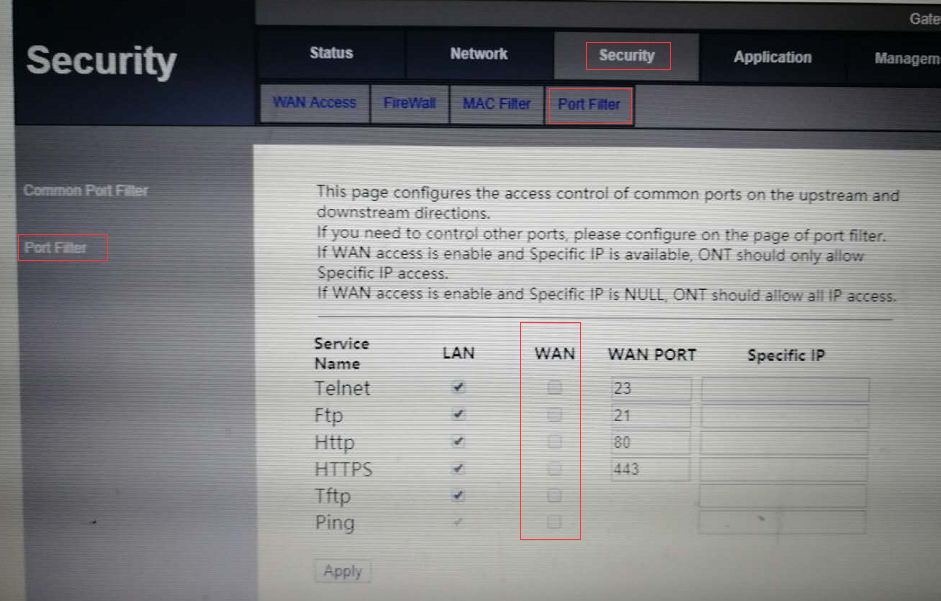 Gate
Security
Status Network Security Application Managem
WAN Access FireWall MAC Filter Port Filter
Common Port Filter
Port Filter
This page configures the access control of common ports on the upstream and
downstream directions.
If you need to control other ports, please configure on the page of port filter.
If WAN access is enable and Specific IP is available, ONT should only allow
Specific IP access.
If WAN access is enable and Specific IP is NULL, ONT should allow all IP access.
Service
Name LAN WAN WAN PORT Specific IP
Telnet 23
Ftp 21
Http 80
HTTPS 443
Tftp
Ping
Apply